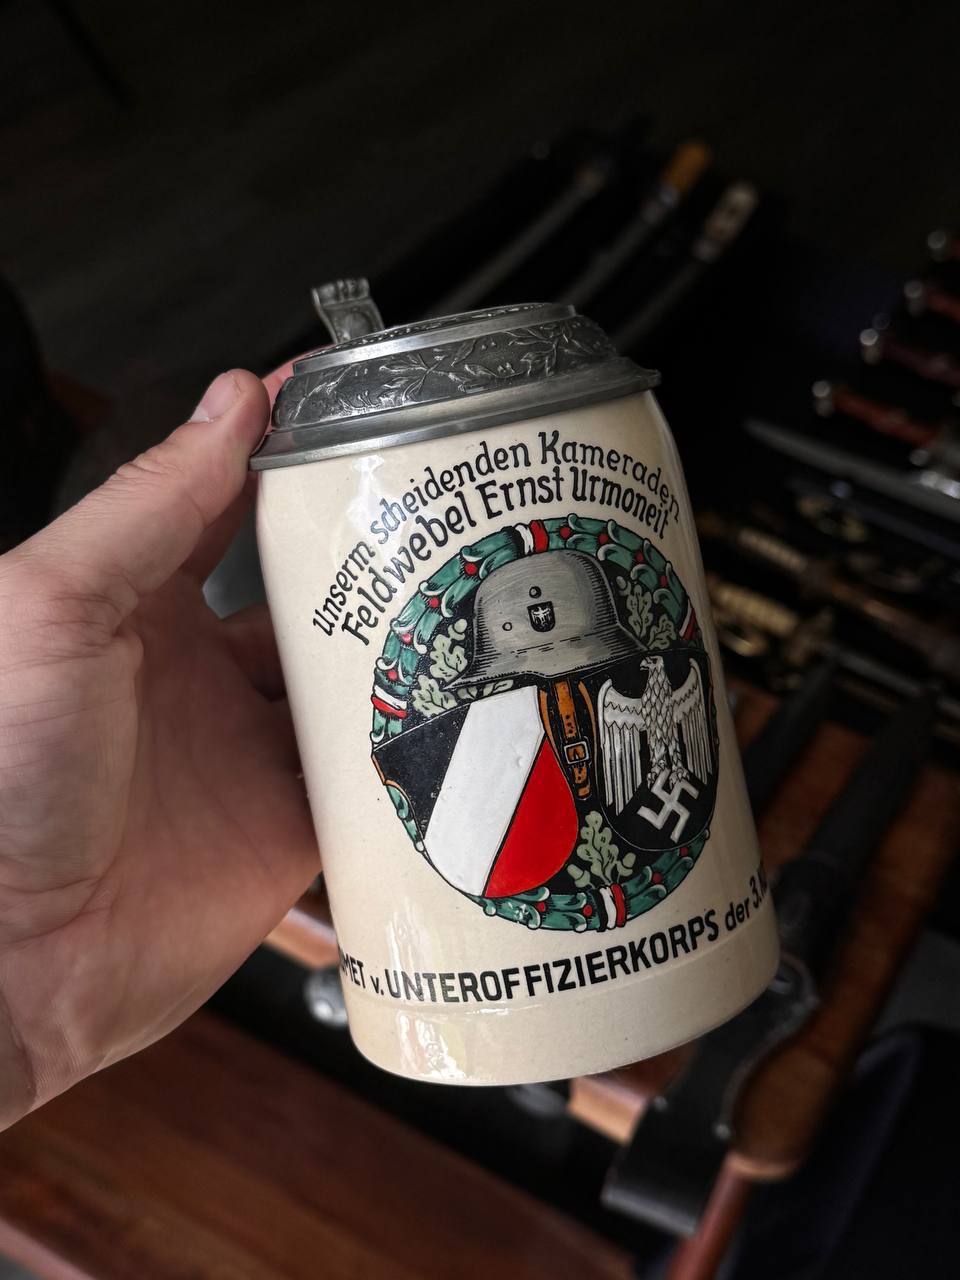 Unserm scheidenden Kameraden
Feldwebel Ernst Urmoneit
v. UNTEROFFIZIERKORPS der 3.